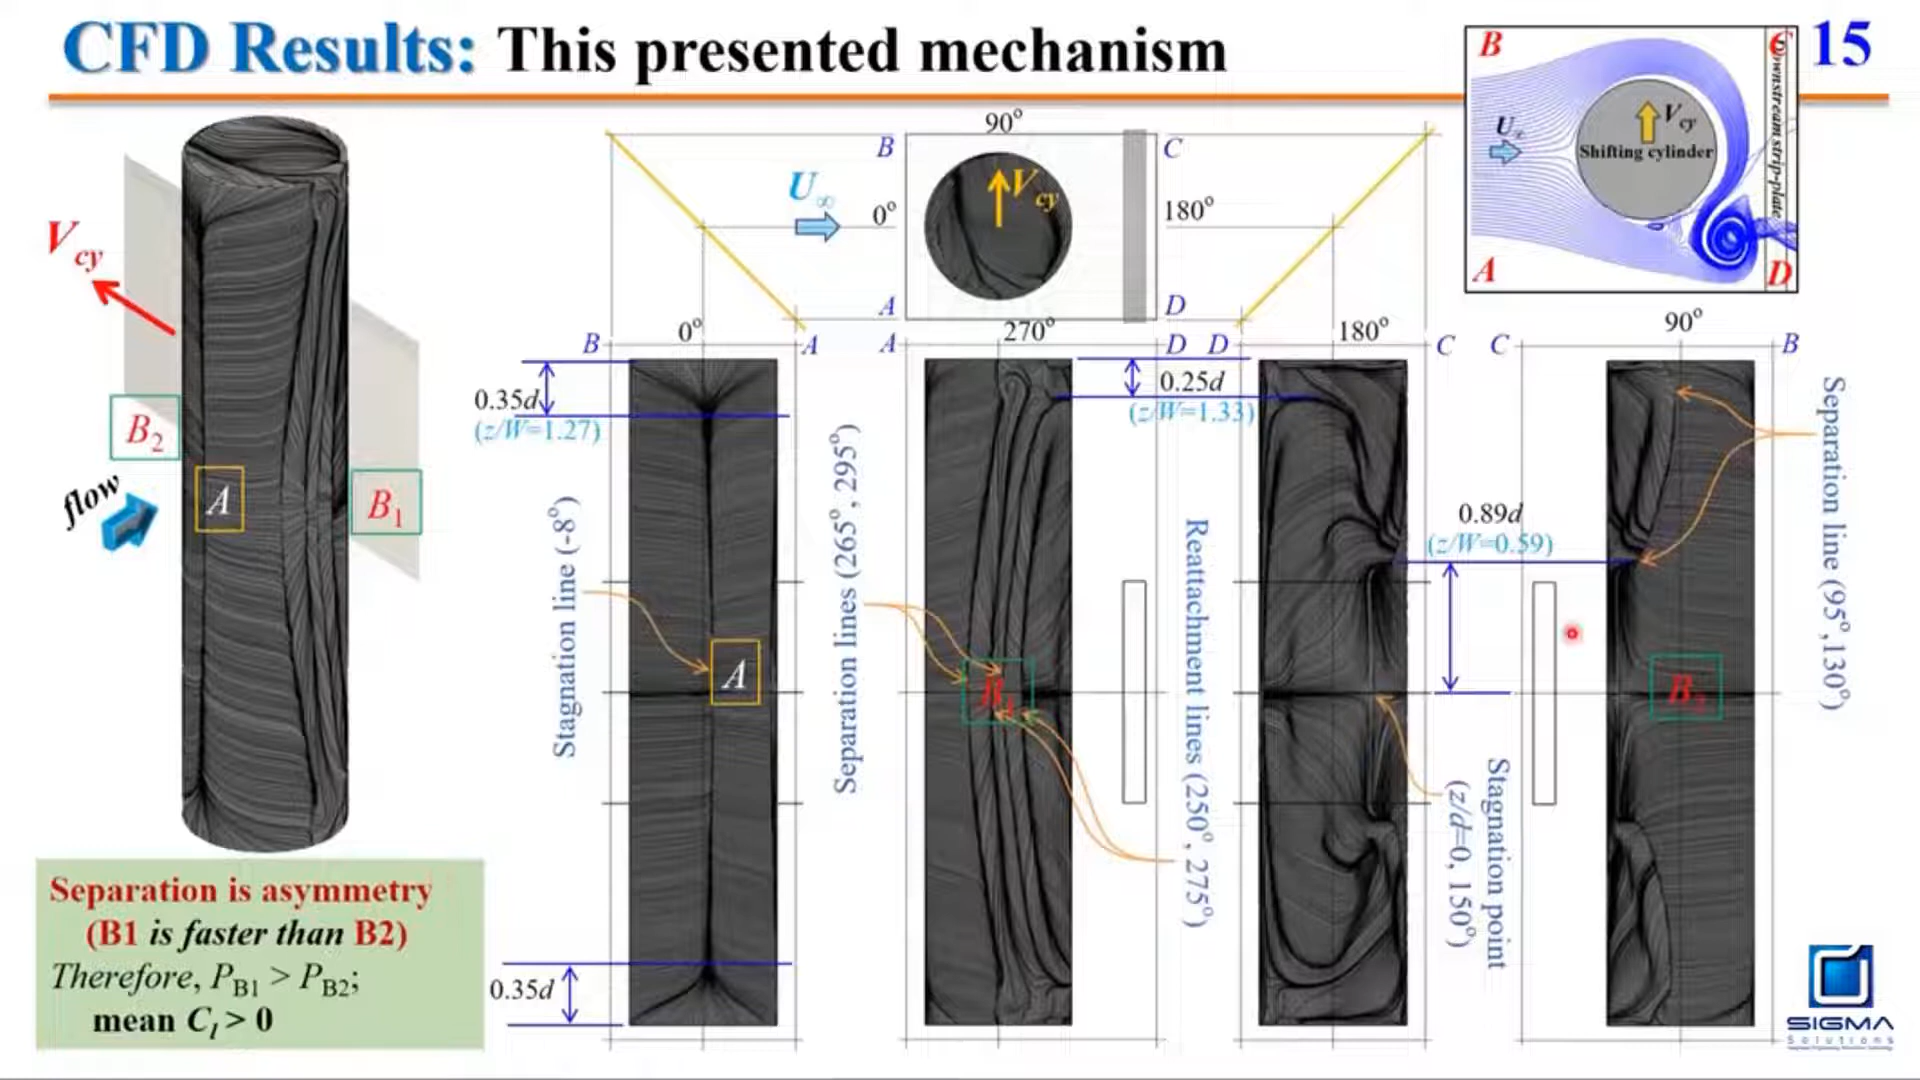 CFD Results: This presented mechanism
15
B
C
U∞
Vcy
Shifting cylinder
Downstream strip-plate
A
D
Vcy
B2
flow
A
B1
Separation is asymmetry
(B1 is faster than B2)
Therefore, PB1 > PB2;
mean Cl > 0
90°
B
C
U∞
0°
Vcy
180°
A
D
270°
B
0°
A
A
D
D
180°
C
C
90°
B
0.35d
(z/W=1.27)
0.25d
(z/W=1.33)
0.89d
(z/W=0.59)
Stagnation line (-8°)
A
Separation lines (265°, 295°)
Reattachment lines (250°, 275°)
Stagnation point
(z/d=0, 150°)
B2
Separation line (95°,130°)
0.35d
SIGMA
Solutions